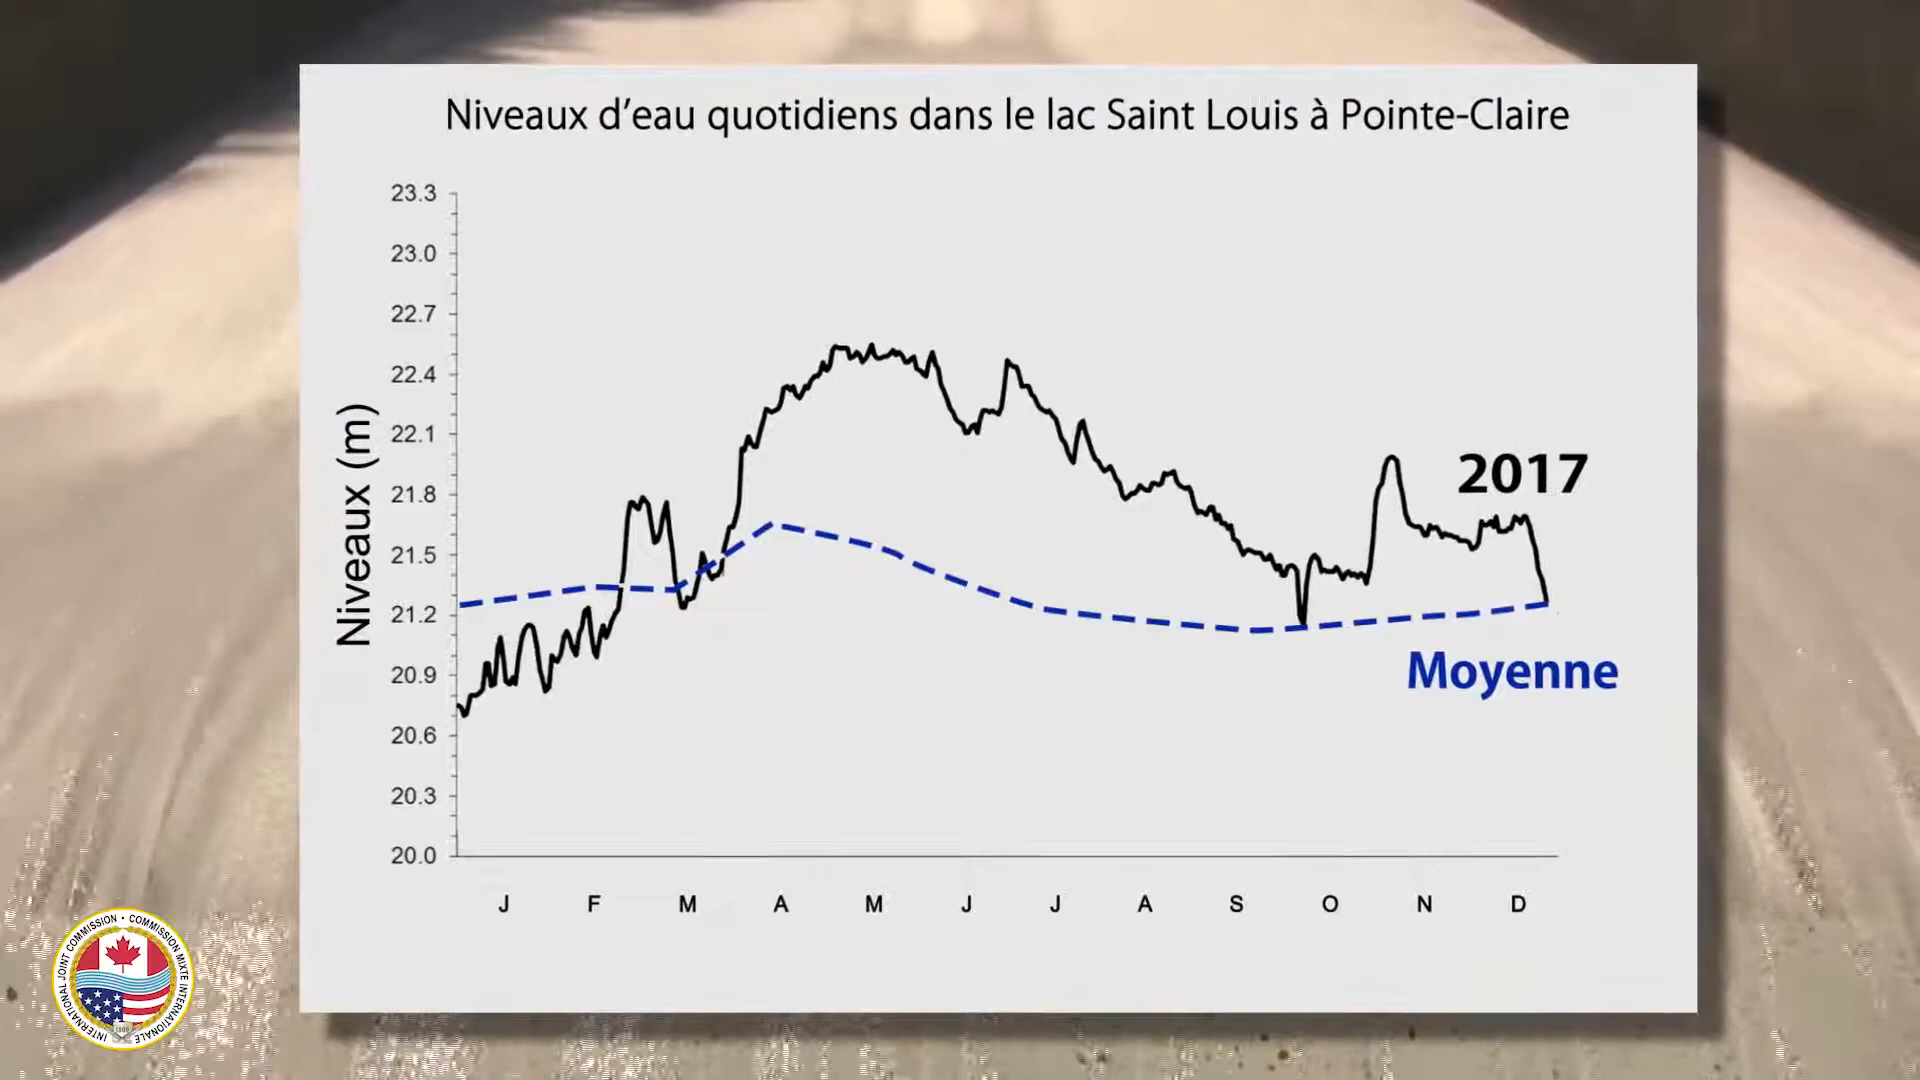 Niveaux d’eau quotidiens dans le lac Saint Louis à Pointe-Claire
Niveaux (m)
23.3
23.0
22.7
22.4
22.1
21.8
21.5
21.2
20.9
20.6
20.3
20.0
2017
Moyenne
J F M A M J J A S O N D
INTERNATIONAL JOINT COMMISSION • COMMISSION MIXTE INTERNATIONALE
1909